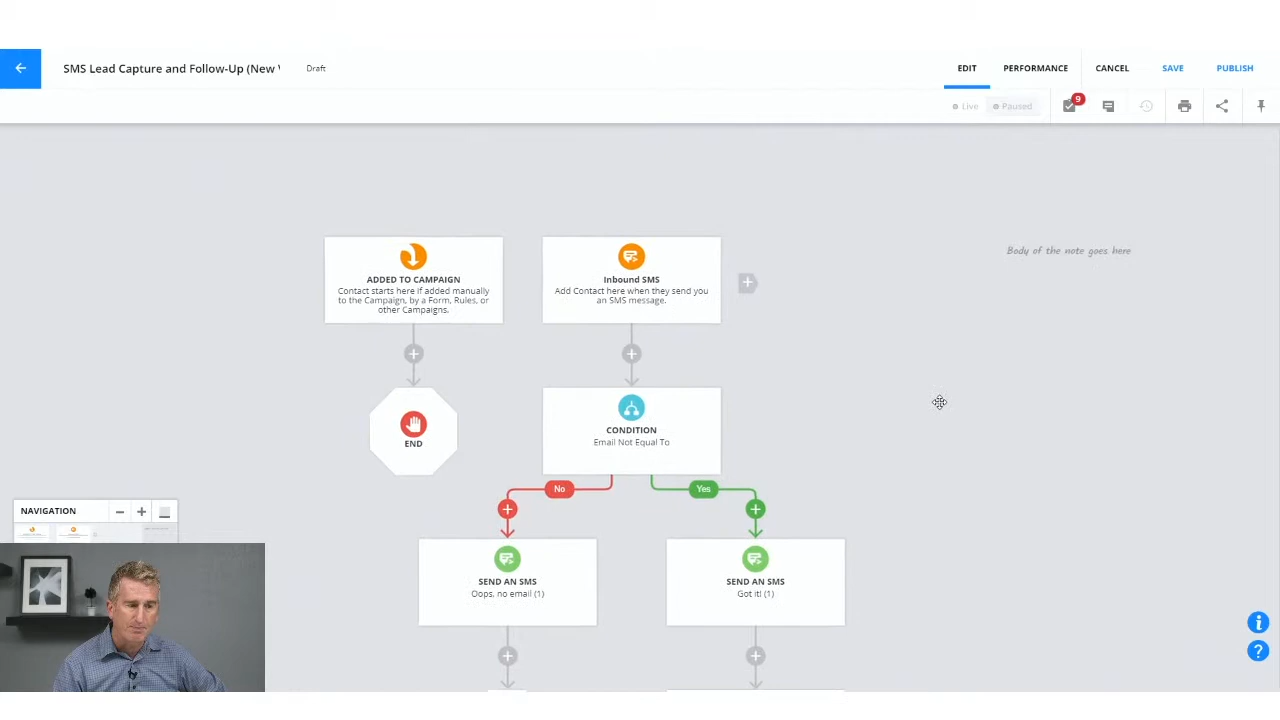 SMS Lead Capture and Follow-Up (New
Draft
EDIT
PERFORMANCE
CANCEL
SAVE
PUBLISH
Live
Paused
9
ADDED TO CAMPAIGN
Contact starts here if added manually
to the Campaign, by a Form, Rules, or
other Campaigns.
Inbound SMS
Add Contact here when they send you
an SMS message.
Body of the note goes here
END
CONDITION
Email Not Equal To
No
Yes
NAVIGATION
SEND AN SMS
Oops, no email (1)
SEND AN SMS
Got it! (1)